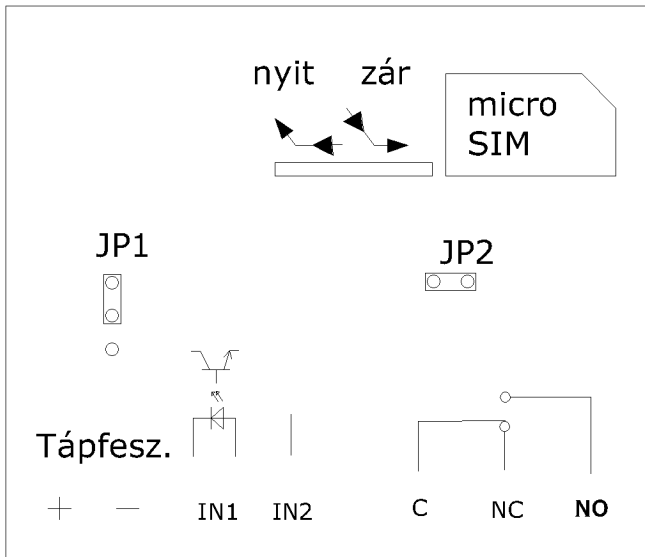 nyit zár
micro
SIM
JP1
JP2
Tápfesz.
+ — IN1 IN2 C NC NO